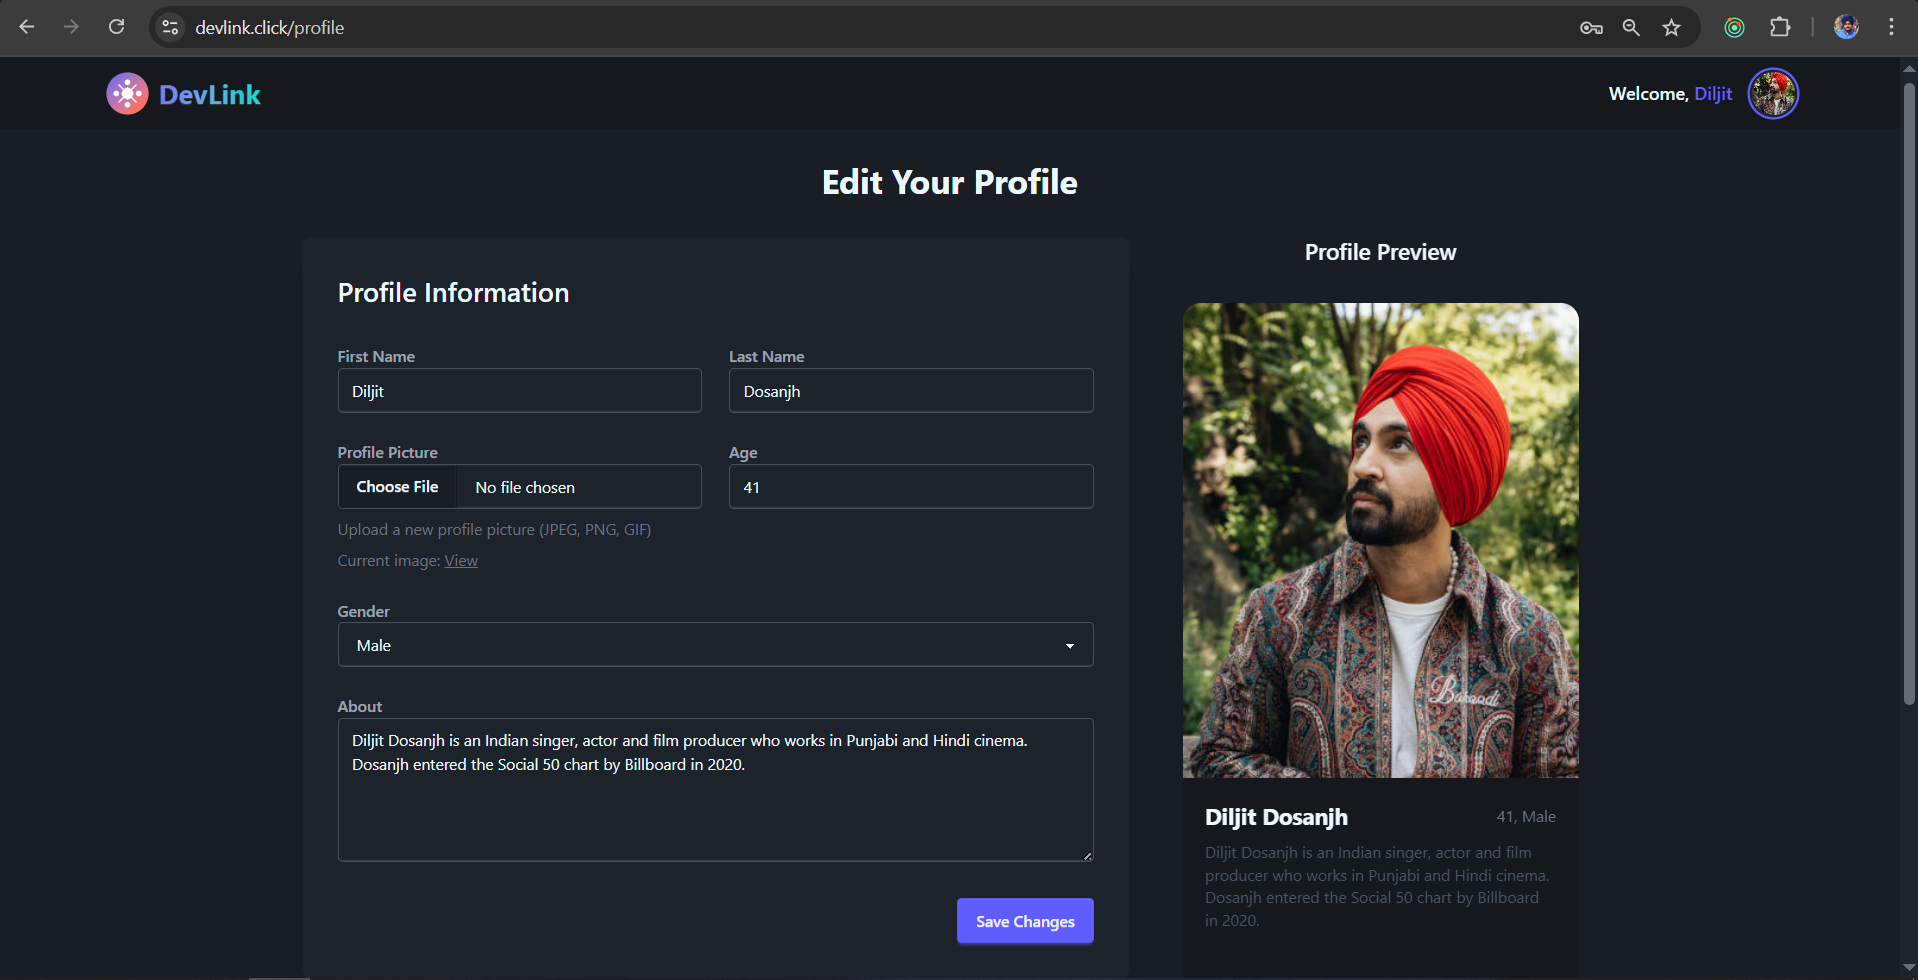 devlink.click/profile
DevLink
Welcome, Diljit
Edit Your Profile
Profile Information
First Name
Diljit
Last Name
Dosanjh
Profile Picture
Choose File No file chosen
Upload a new profile picture (JPEG, PNG, GIF)
Current image: View
Age
41
Gender
Male
About
Diljit Dosanjh is an Indian singer, actor and film producer who works in Punjabi and Hindi cinema.
Dosanjh entered the Social 50 chart by Billboard in 2020.
Save Changes
Profile Preview
Diljit Dosanjh
41, Male
Diljit Dosanjh is an Indian singer, actor and film
producer who works in Punjabi and Hindi cinema.
Dosanjh entered the Social 50 chart by Billboard
in 2020.